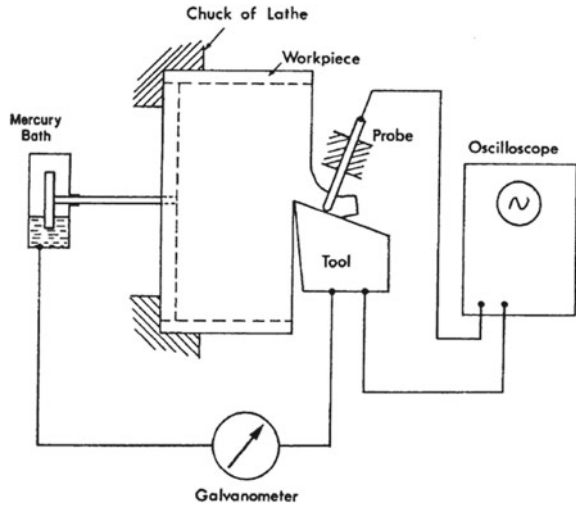 Chuck of Lathe
Workpiece
Mercury
Bath
Probe
Oscilloscope
Tool
Galvanometer